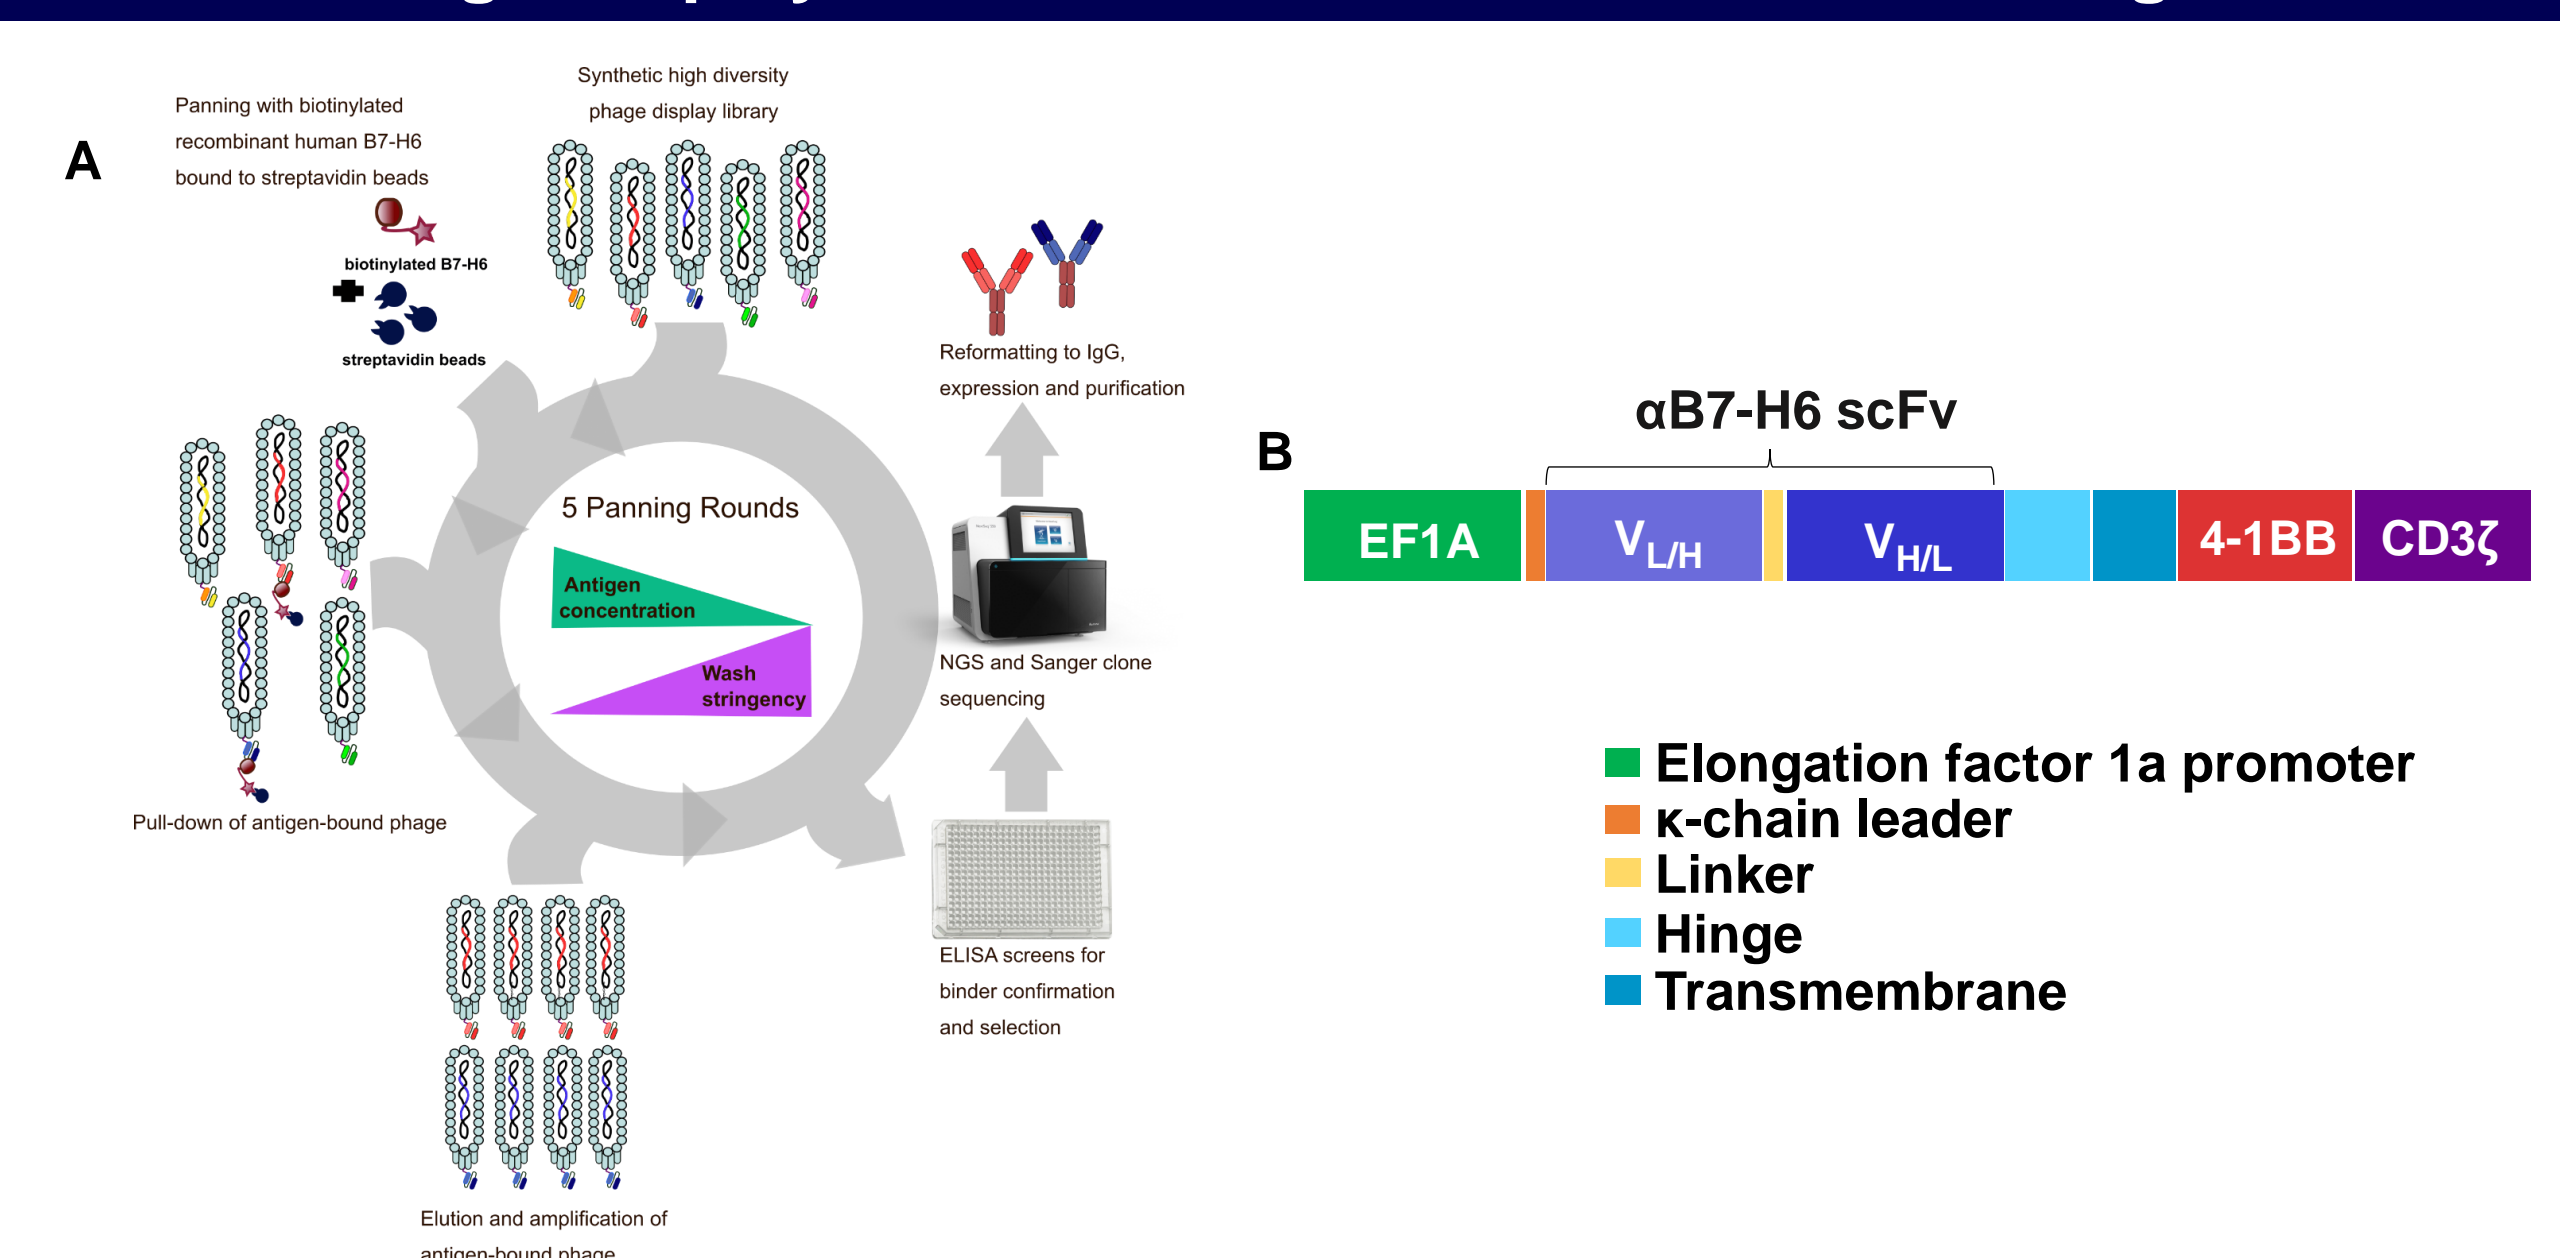 A
Panning with biotinylated
recombinant human B7-H6
bound to streptavidin beads
biotinylated B7-H6
streptavidin beads
Synthetic high diversity
phage display library
5 Panning Rounds
Antigen
concentration
Wash
stringency
Pull-down of antigen-bound phage
Elution and amplification of
antigen-bound phage
ELISA screens for
binder confirmation
and selection
NGS and Sanger clone
sequencing
Reformatting to IgG,
expression and purification
B
αB7-H6 scFv
EF1A
VL/H
VH/L
4-1BB
CD3ζ
Elongation factor 1a promoter
κ-chain leader
Linker
Hinge
Transmembrane